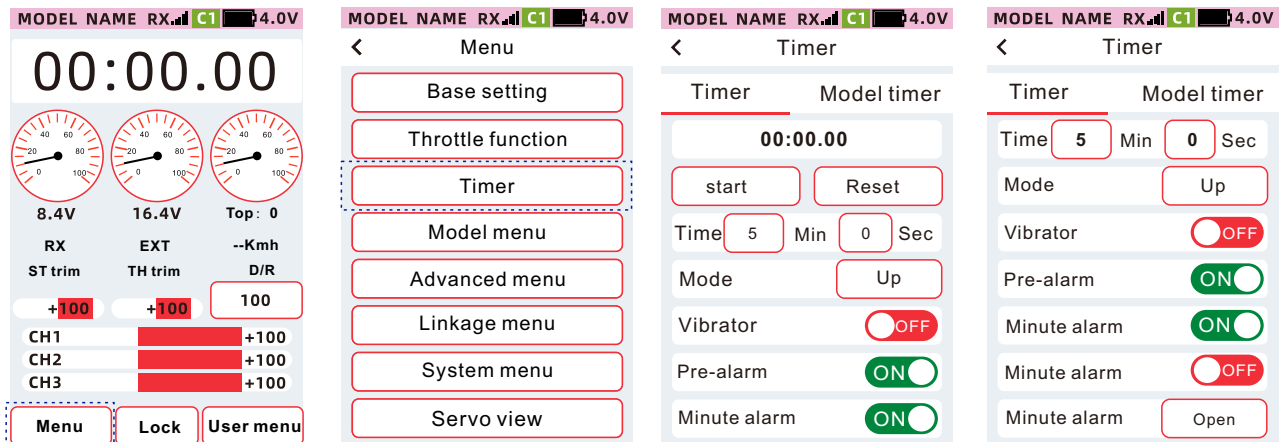 MODEL NAME RX C1 4.0V
00:00.00
40 60
20 80
0 100
40 60
20 80
0 100
40 60
20 80
0 100
8.4V 16.4V Top: 0
RX EXT --Kmh
ST trim TH trim D/R
+100 +100 100
CH1 +100
CH2 +100
CH3 +100
Menu Lock User menu
MODEL NAME RX C1 4.0V
< Menu
Base setting
Throttle function
Timer
Model menu
Advanced menu
Linkage menu
System menu
Servo view
MODEL NAME RX C1 4.0V
< Timer
Timer Model timer
00:00.00
start Reset
Time 5 Min 0 Sec
Mode Up
Vibrator OFF
Pre-alarm ON
Minute alarm ON
MODEL NAME RX C1 4.0V
< Timer
Timer Model timer
Time 5 Min 0 Sec
Mode Up
Vibrator OFF
Pre-alarm ON
Minute alarm ON
Minute alarm OFF
Minute alarm Open